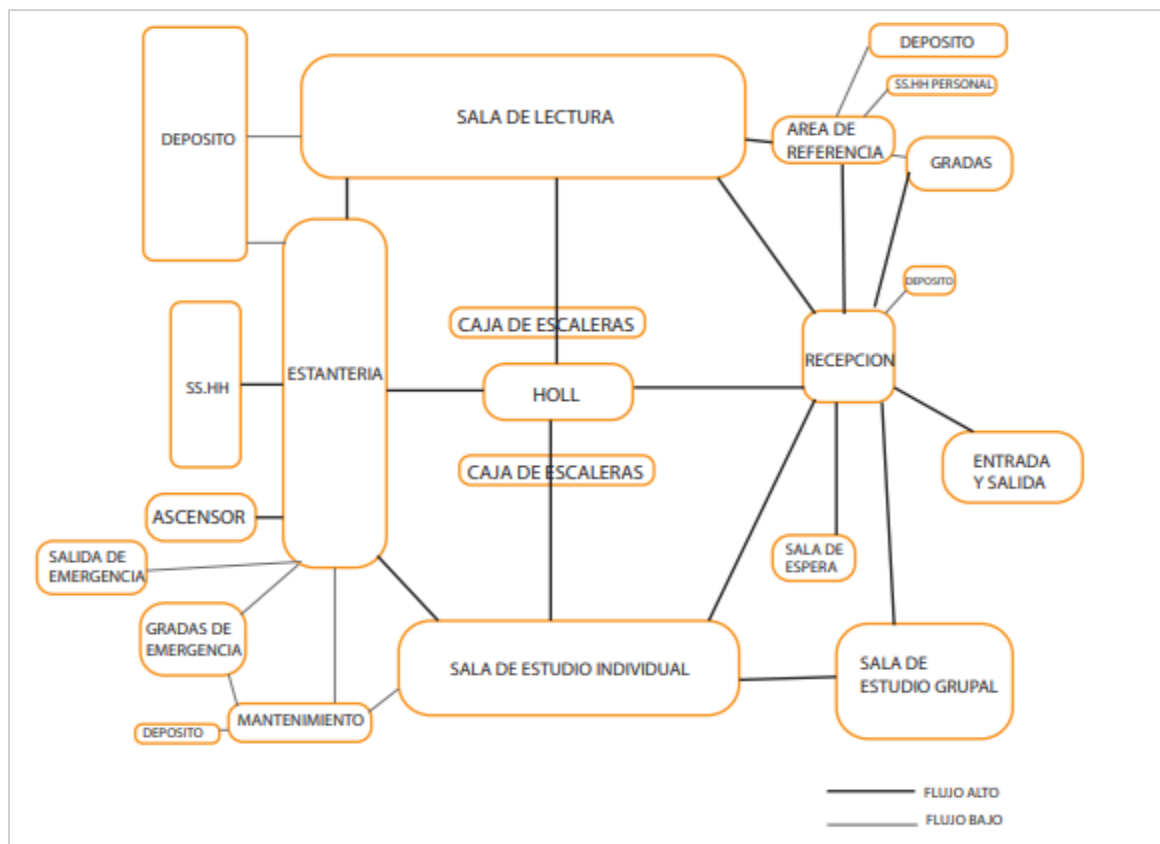 DEPOSITO
SS.HH PERSONAL
SALA DE LECTURA
AREA DE
REFERENCIA
DEPOSITO
GRADAS
DEPOSITO
CAJA DE ESCALERAS
RECEPCION
ESTANTERIA
SS.HH
HOLL
ENTRADA
Y SALIDA
CAJA DE ESCALERAS
ASCENSOR
SALA DE
ESPERA
SALIDA DE
EMERGENCIA
GRADAS DE
EMERGENCIA
SALA DE ESTUDIO INDIVIDUAL
SALA DE
ESTUDIO GRUPAL
MANTENIMIENTO
DEPOSITO
FLUJO ALTO
FLUJO BAJO